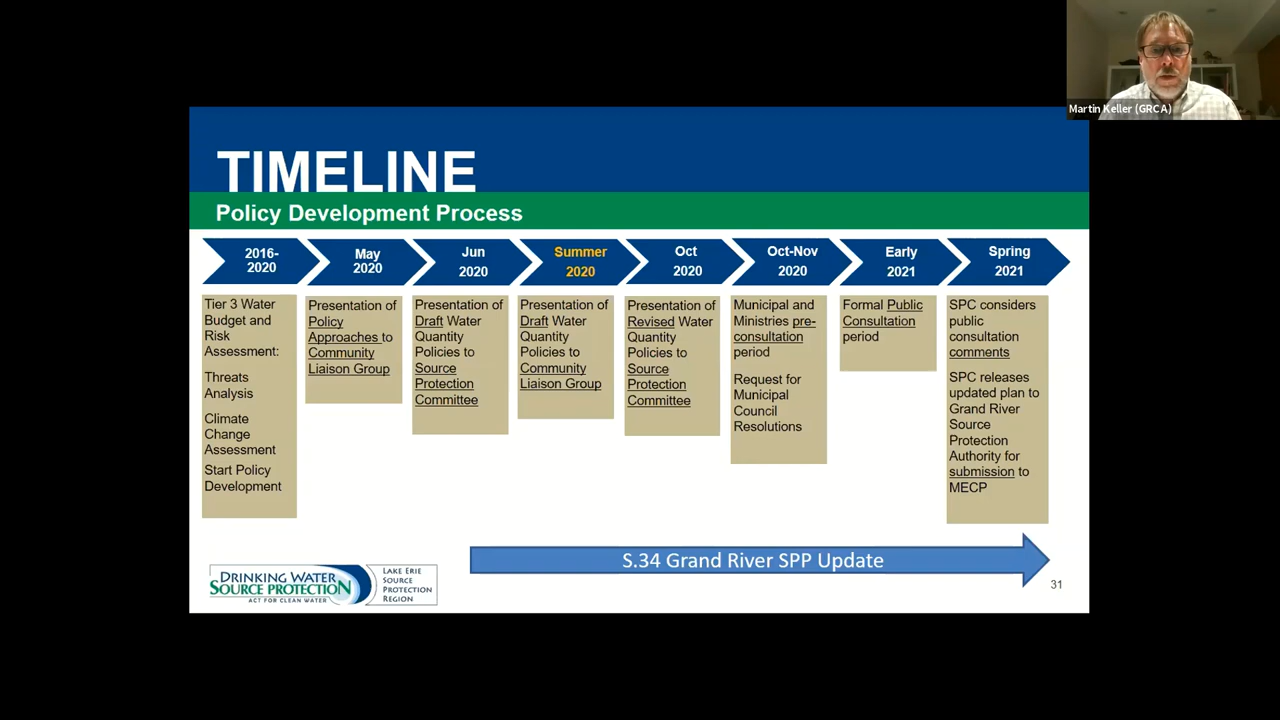 Martin Keller (GRCA)
TIMELINE
Policy Development Process
2016-
2020
May
2020
Jun
2020
Summer
2020
Oct
2020
Oct-Nov
2020
Early
2021
Spring
2021
Tier 3 Water
Budget and
Risk
Assessment:
Threats
Analysis
Climate
Change
Assessment
Start Policy
Development
Presentation of
Policy
Approaches to
Community
Liaison Group
Presentation of
Draft Water
Quantity
Policies to
Source
Protection
Committee
Presentation of
Draft Water
Quantity
Policies to
Community
Liaison Group
Presentation of
Revised Water
Quantity
Policies to
Source
Protection
Committee
Municipal and
Ministries pre-
consultation
period
Request for
Municipal
Council
Resolutions
Formal Public
Consultation
period
SPC considers
public
consultation
comments
SPC releases
updated plan to
Grand River
Source
Protection
Authority for
submission to
MECP
S.34 Grand River SPP Update
DRINKING WATER
SOURCE PROTECTION
ACT FOR CLEAN WATER
LAKE ERIE
SOURCE
PROTECTION
REGION
31